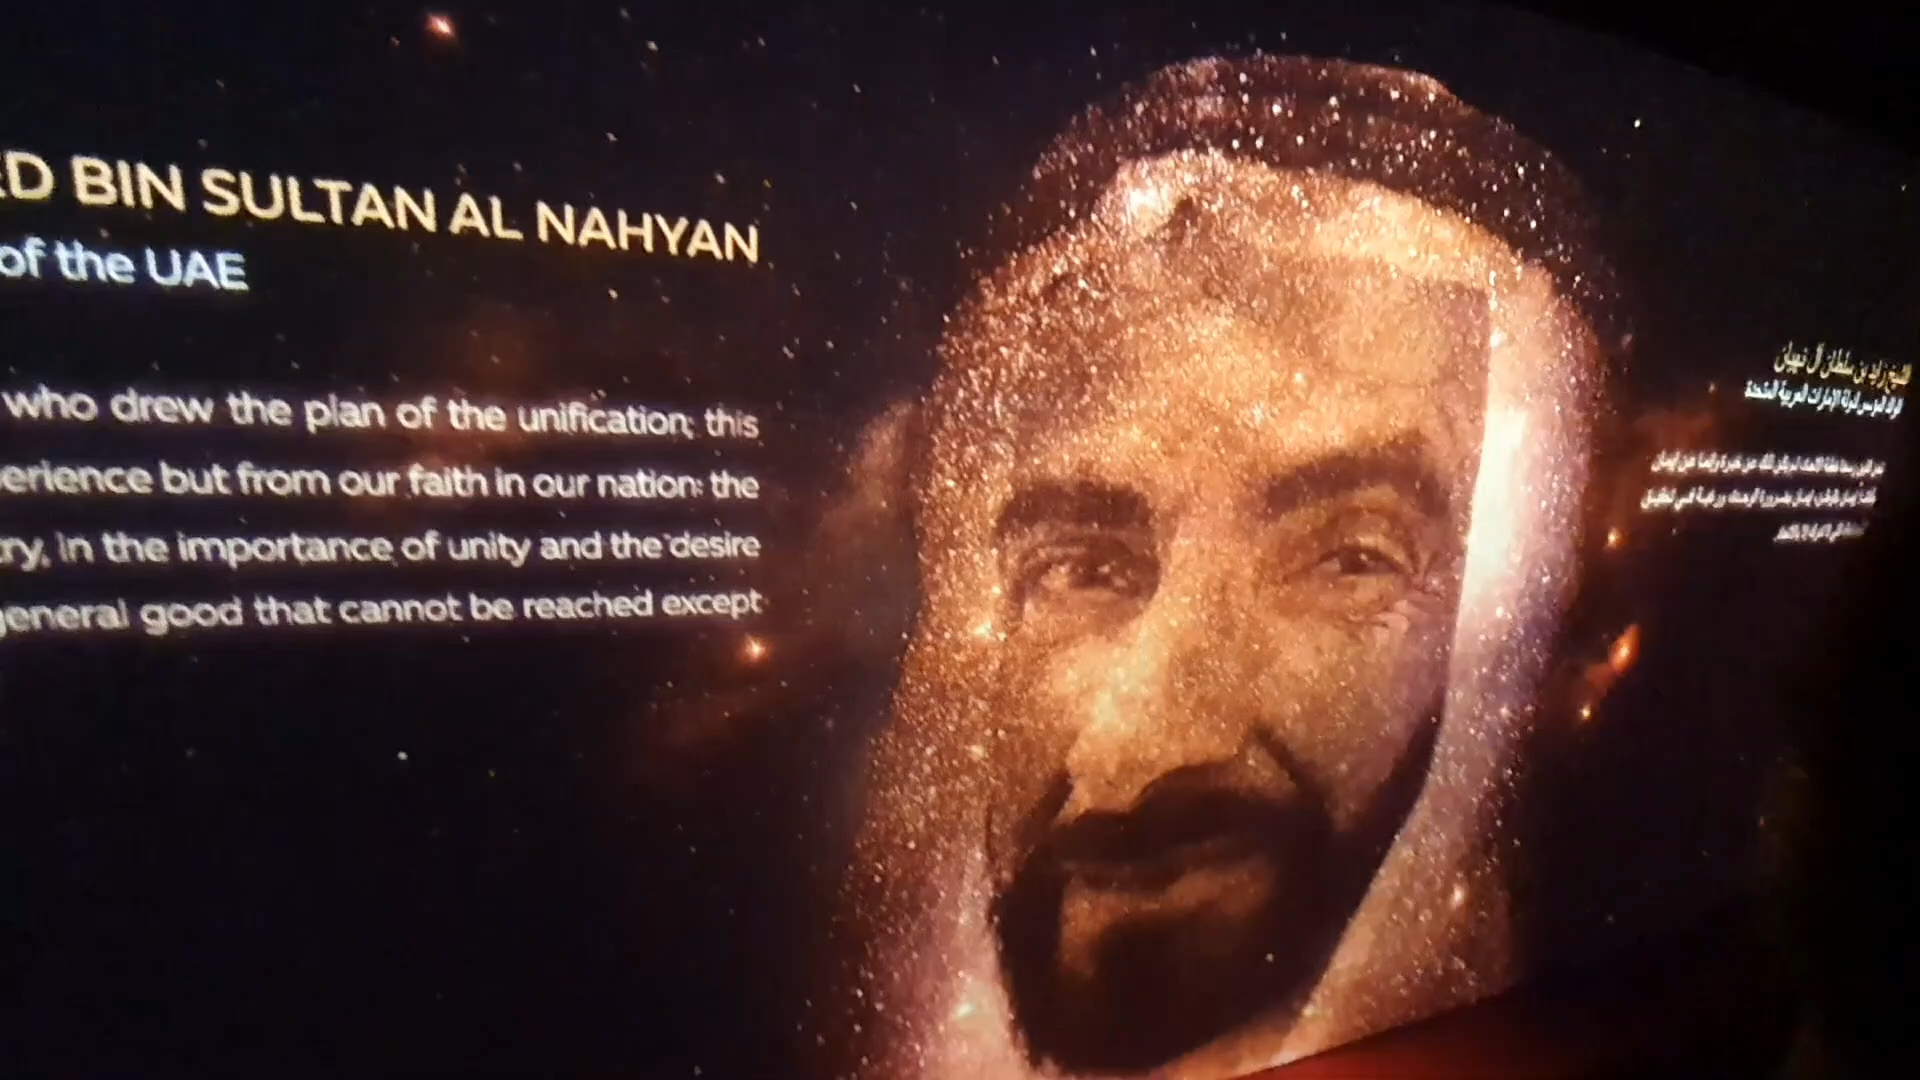 ED BIN SULTAN AL NAHYAN
of the UAE
who drew the plan of the unification; this
erience but from our faith in our nation: the
ry, in the importance of unity and the desire
general good that cannot be reached except
الشيخ زايد بن سلطان آل نهيان
لدولة الإمارات العربية المتحدة